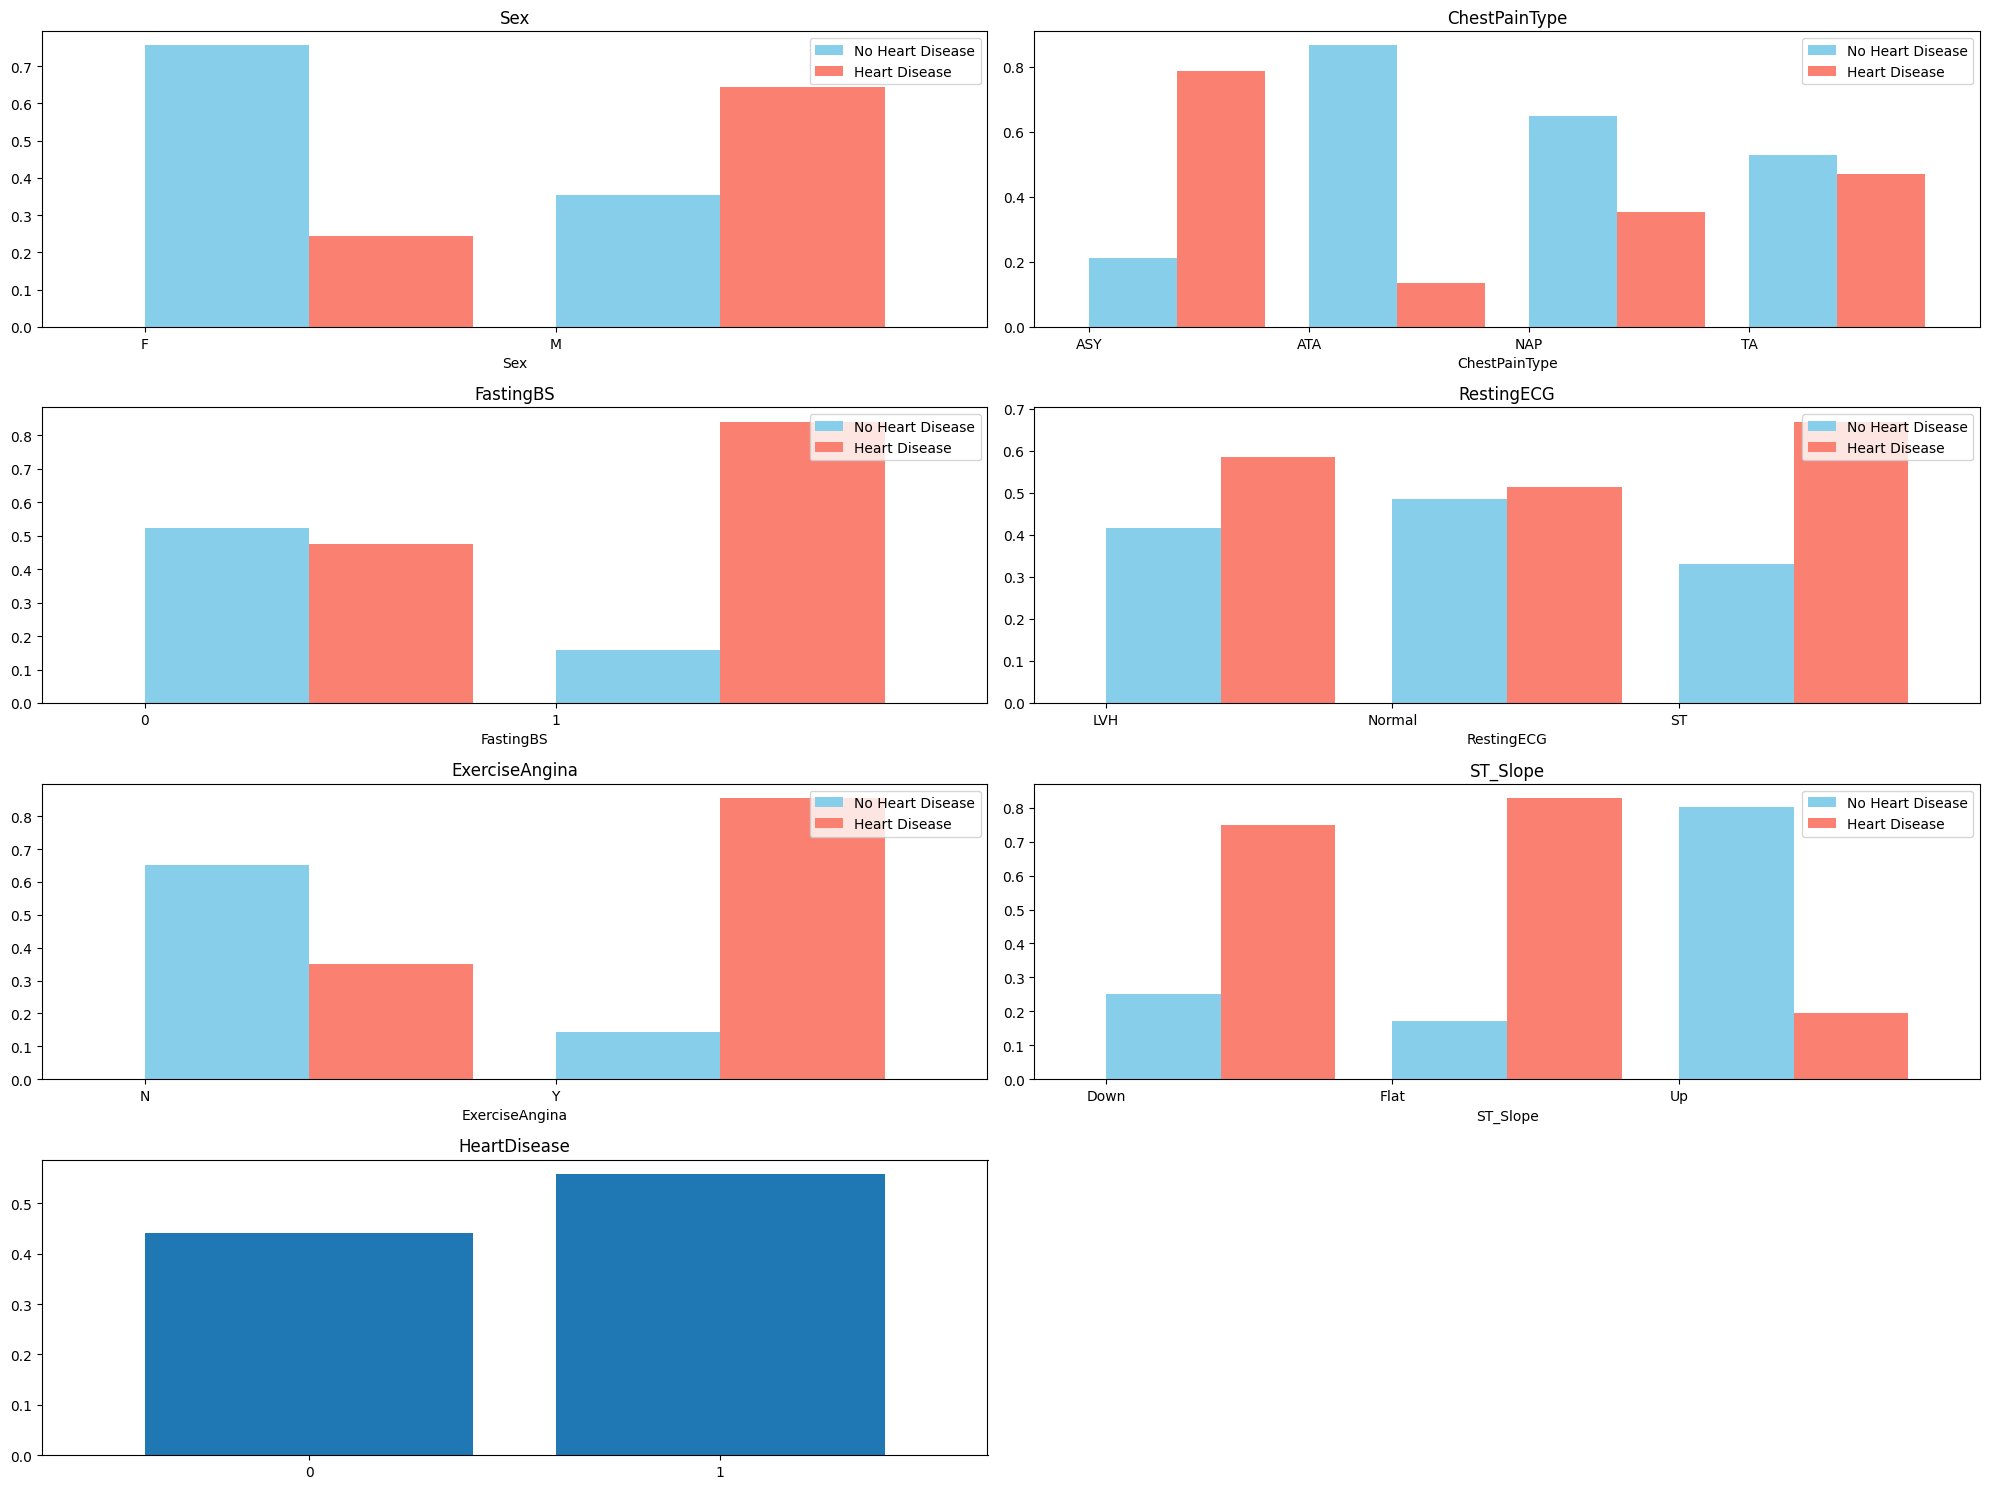 Sex
0.7
0.6
0.5
0.4
0.3
0.2
0.1
0.0
No Heart Disease
Heart Disease
F M
Sex
ChestPainType
0.8
0.6
0.4
0.2
0.0
No Heart Disease
Heart Disease
ASY ATA NAP TA
ChestPainType
FastingBS
0.8
0.7
0.6
0.5
0.4
0.3
0.2
0.1
0.0
No Heart Disease
Heart Disease
0 1
FastingBS
RestingECG
0.7
0.6
0.5
0.4
0.3
0.2
0.1
0.0
No Heart Disease
Heart Disease
LVH Normal ST
RestingECG
ExerciseAngina
0.8
0.7
0.6
0.5
0.4
0.3
0.2
0.1
0.0
No Heart Disease
Heart Disease
N Y
ExerciseAngina
ST_Slope
0.8
0.7
0.6
0.5
0.4
0.3
0.2
0.1
0.0
No Heart Disease
Heart Disease
Down Flat Up
ST_Slope
HeartDisease
0.5
0.4
0.3
0.2
0.1
0.0
0 1